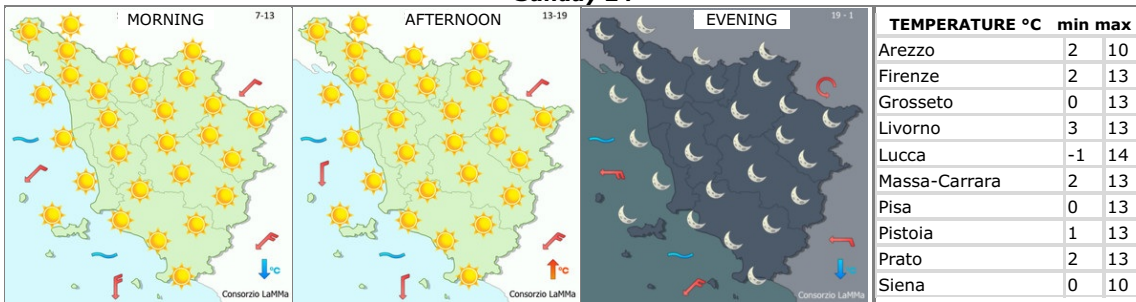 Sunday 14
MORNING
7-13
°C
Consorzio LaMMa
AFTERNOON
13-19
°C
Consorzio LaMMa
EVENING
19 - 1
°C
Consorzio LaMMa
TEMPERATURE °C min max
Arezzo 2 10
Firenze 2 13
Grosseto 0 13
Livorno 3 13
Lucca -1 14
Massa-Carrara 2 13
Pisa 0 13
Pistoia 1 13
Prato 2 13
Siena 0 10